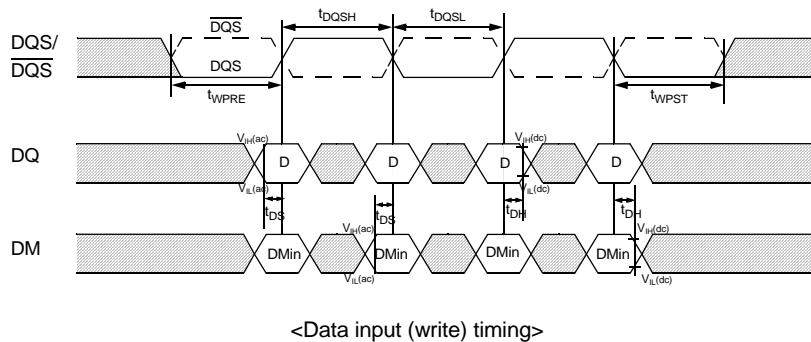 DQS tDQSH tDQSL
DQS/
DQS
DQS
tWPRE tWPST
VIH(ac) VIH(dc)
DQ D D D D
VIL(ac) VIL(dc)
tDS tDS tDH tDH
VIH(ac) VIH(dc)
DM DMin DMin DMin DMin
VIL(ac) VIL(dc)
<Data input (write) timing>